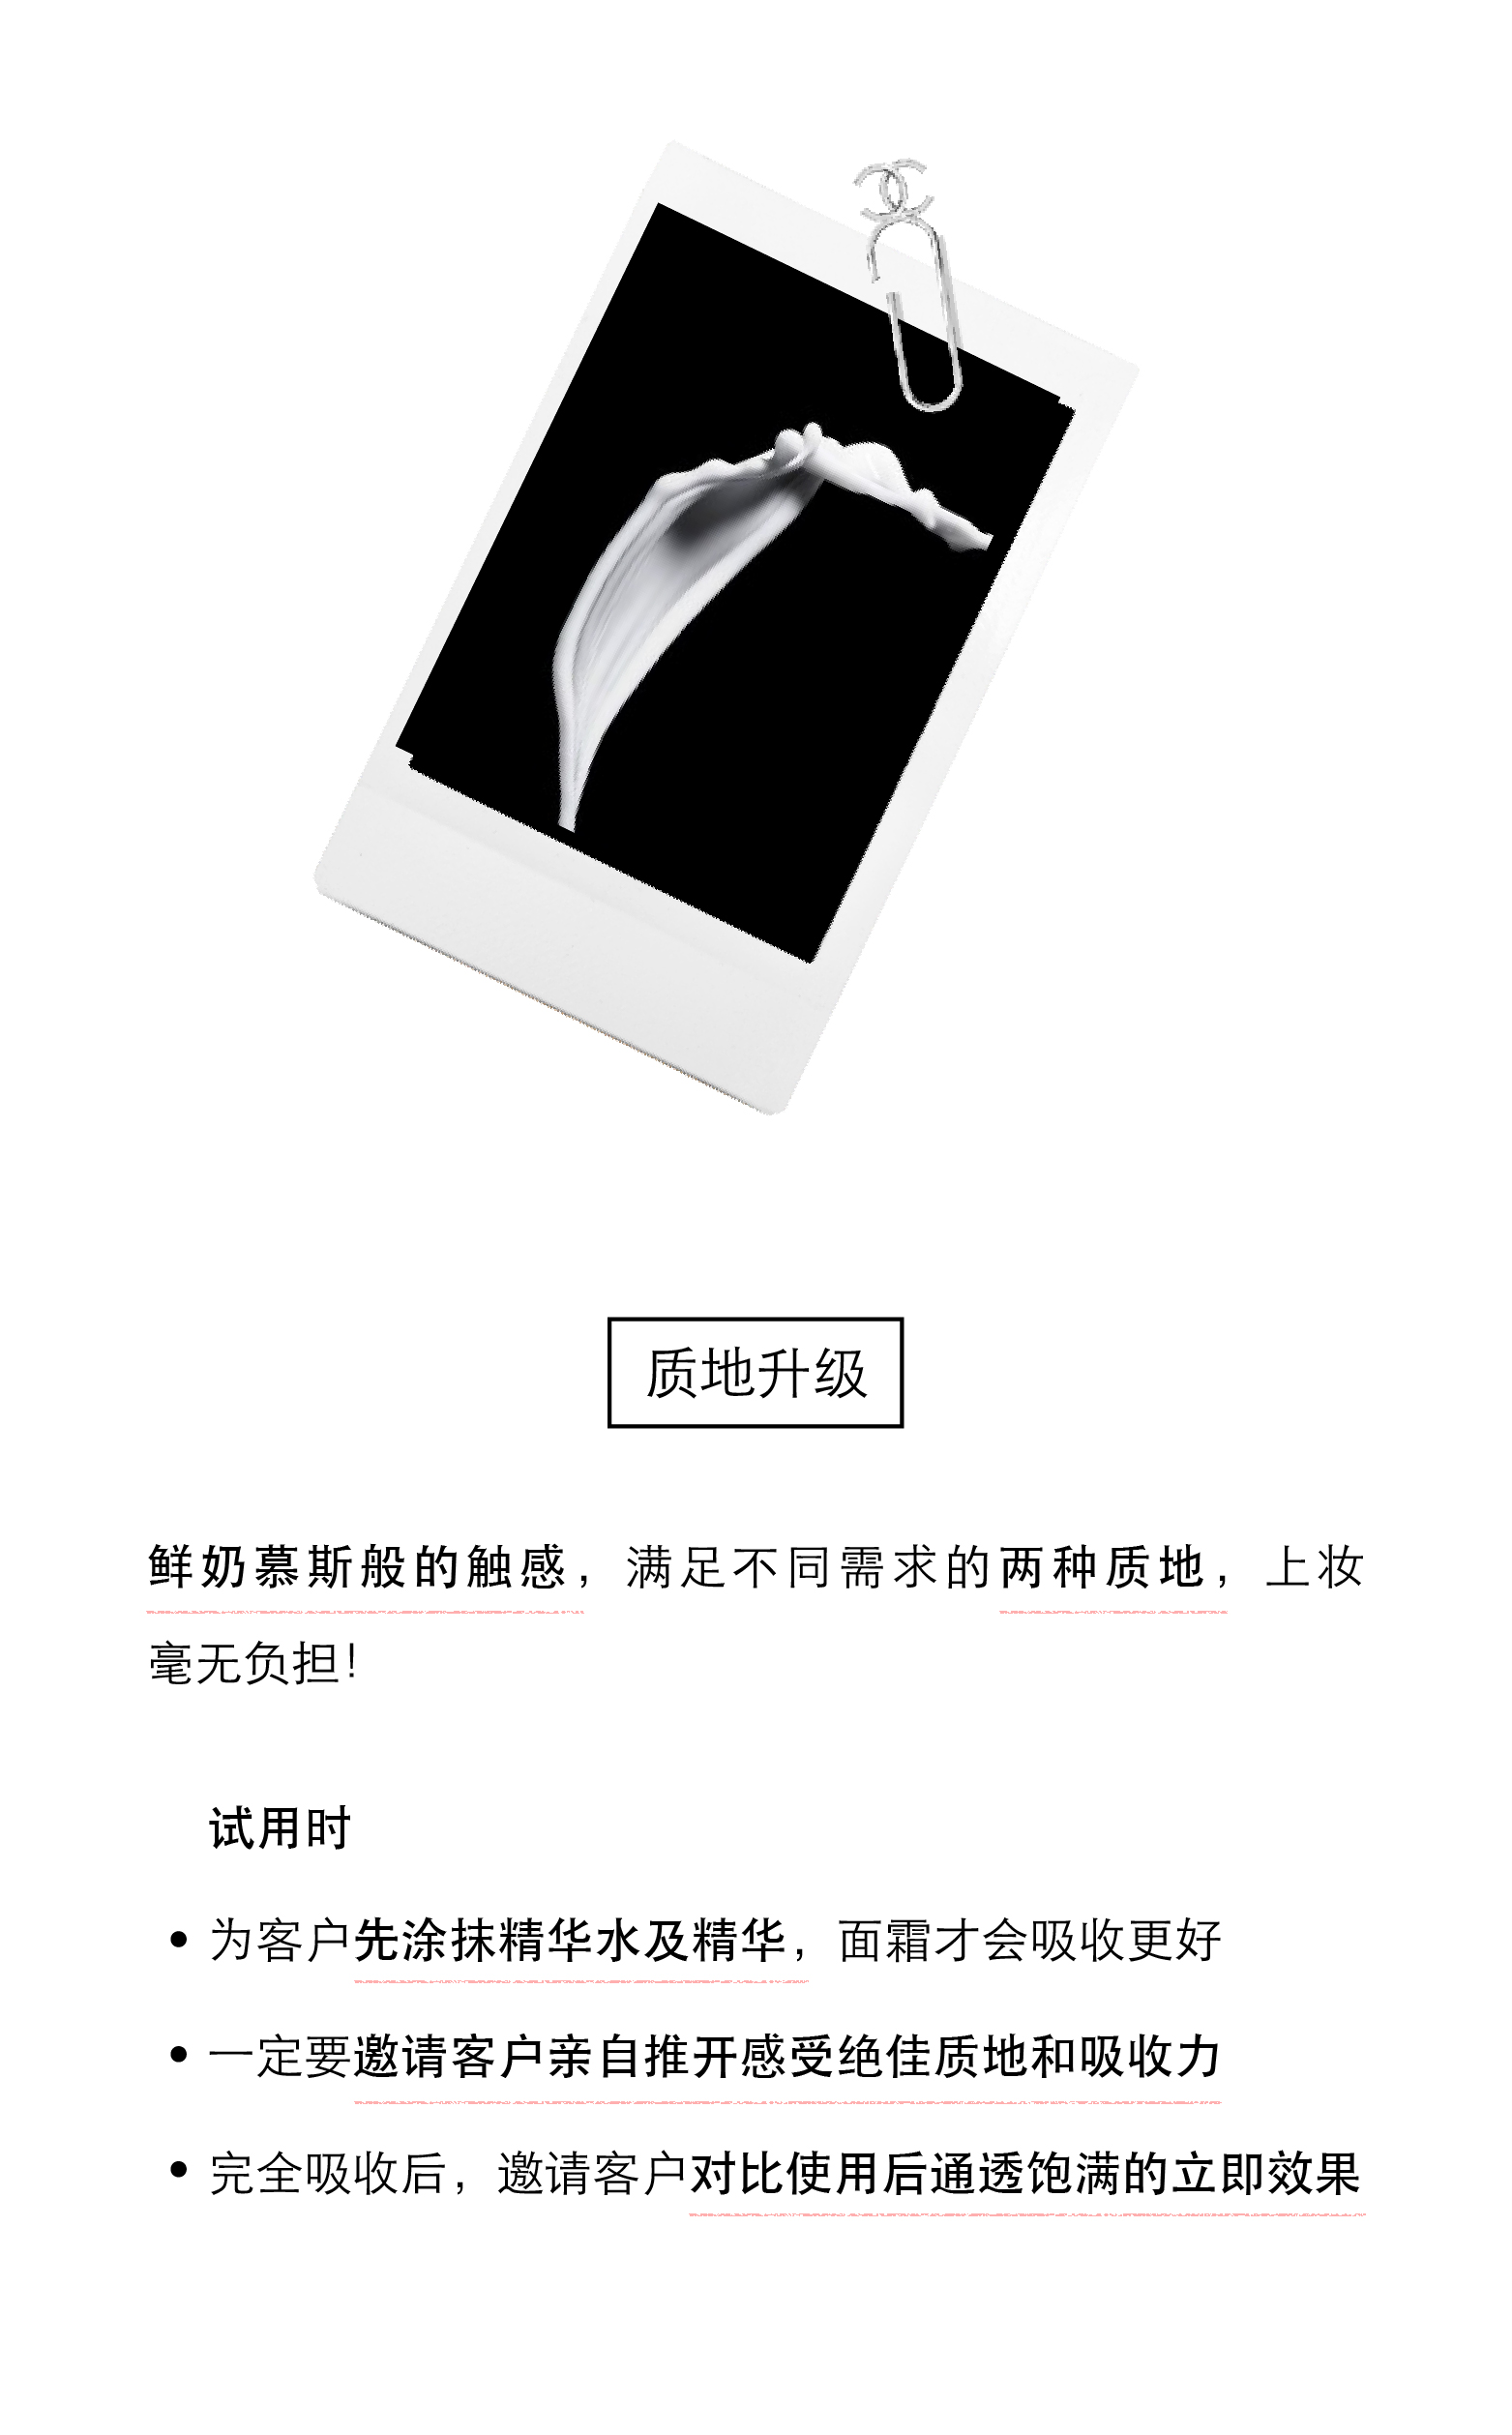 质地升级
鲜奶慕斯般的触感，满足不同需求的两种质地，上妆
毫无负担！
试用时
• 为客户先涂抹精华水及精华，面霜才会吸收更好
• 一定要邀请客户亲自推开感受绝佳质地和吸收力
• 完全吸收后，邀请客户对比使用后通透饱满的立即效果